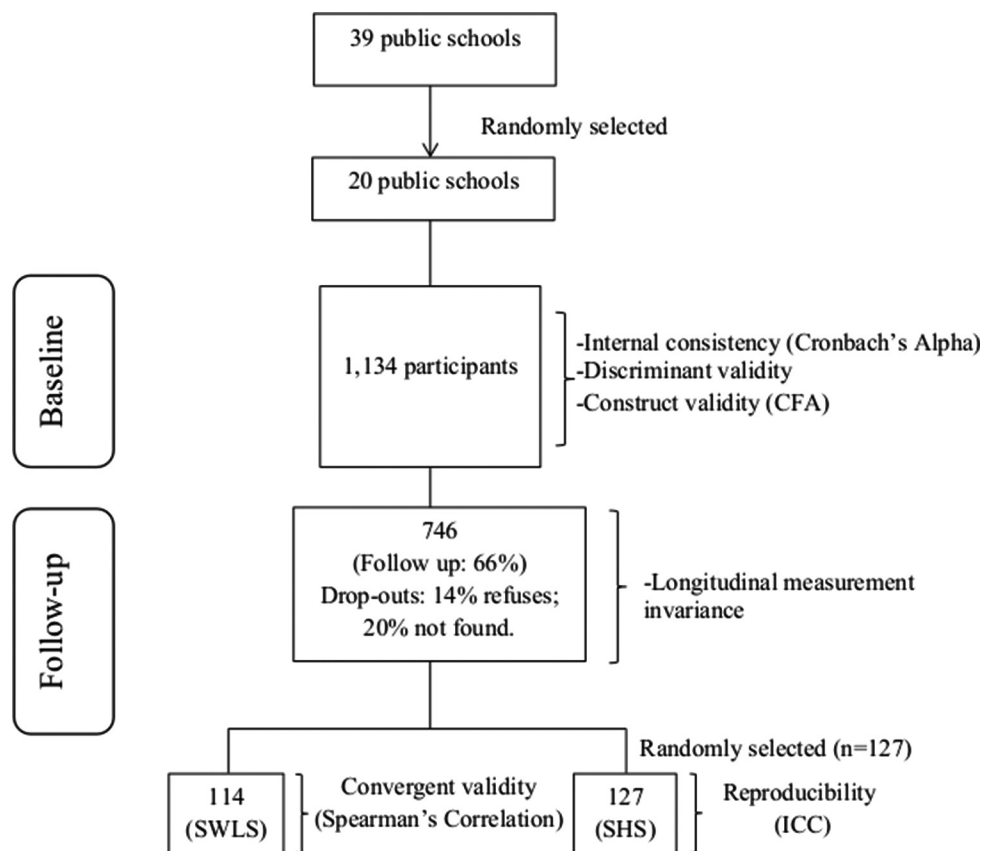 39 public schools
Randomly selected
20 public schools
Baseline
1,134 participants
-Internal consistency (Cronbach's Alpha)
-Discriminant validity
-Construct validity (CFA)
Follow-up
746
(Follow up: 66%)
Drop-outs: 14% refuses;
20% not found.
-Longitudinal measurement
invariance
Randomly selected (n=127)
114
(SWLS)
Convergent validity
(Spearman's Correlation)
127
(SHS)
Reproducibility
(ICC)